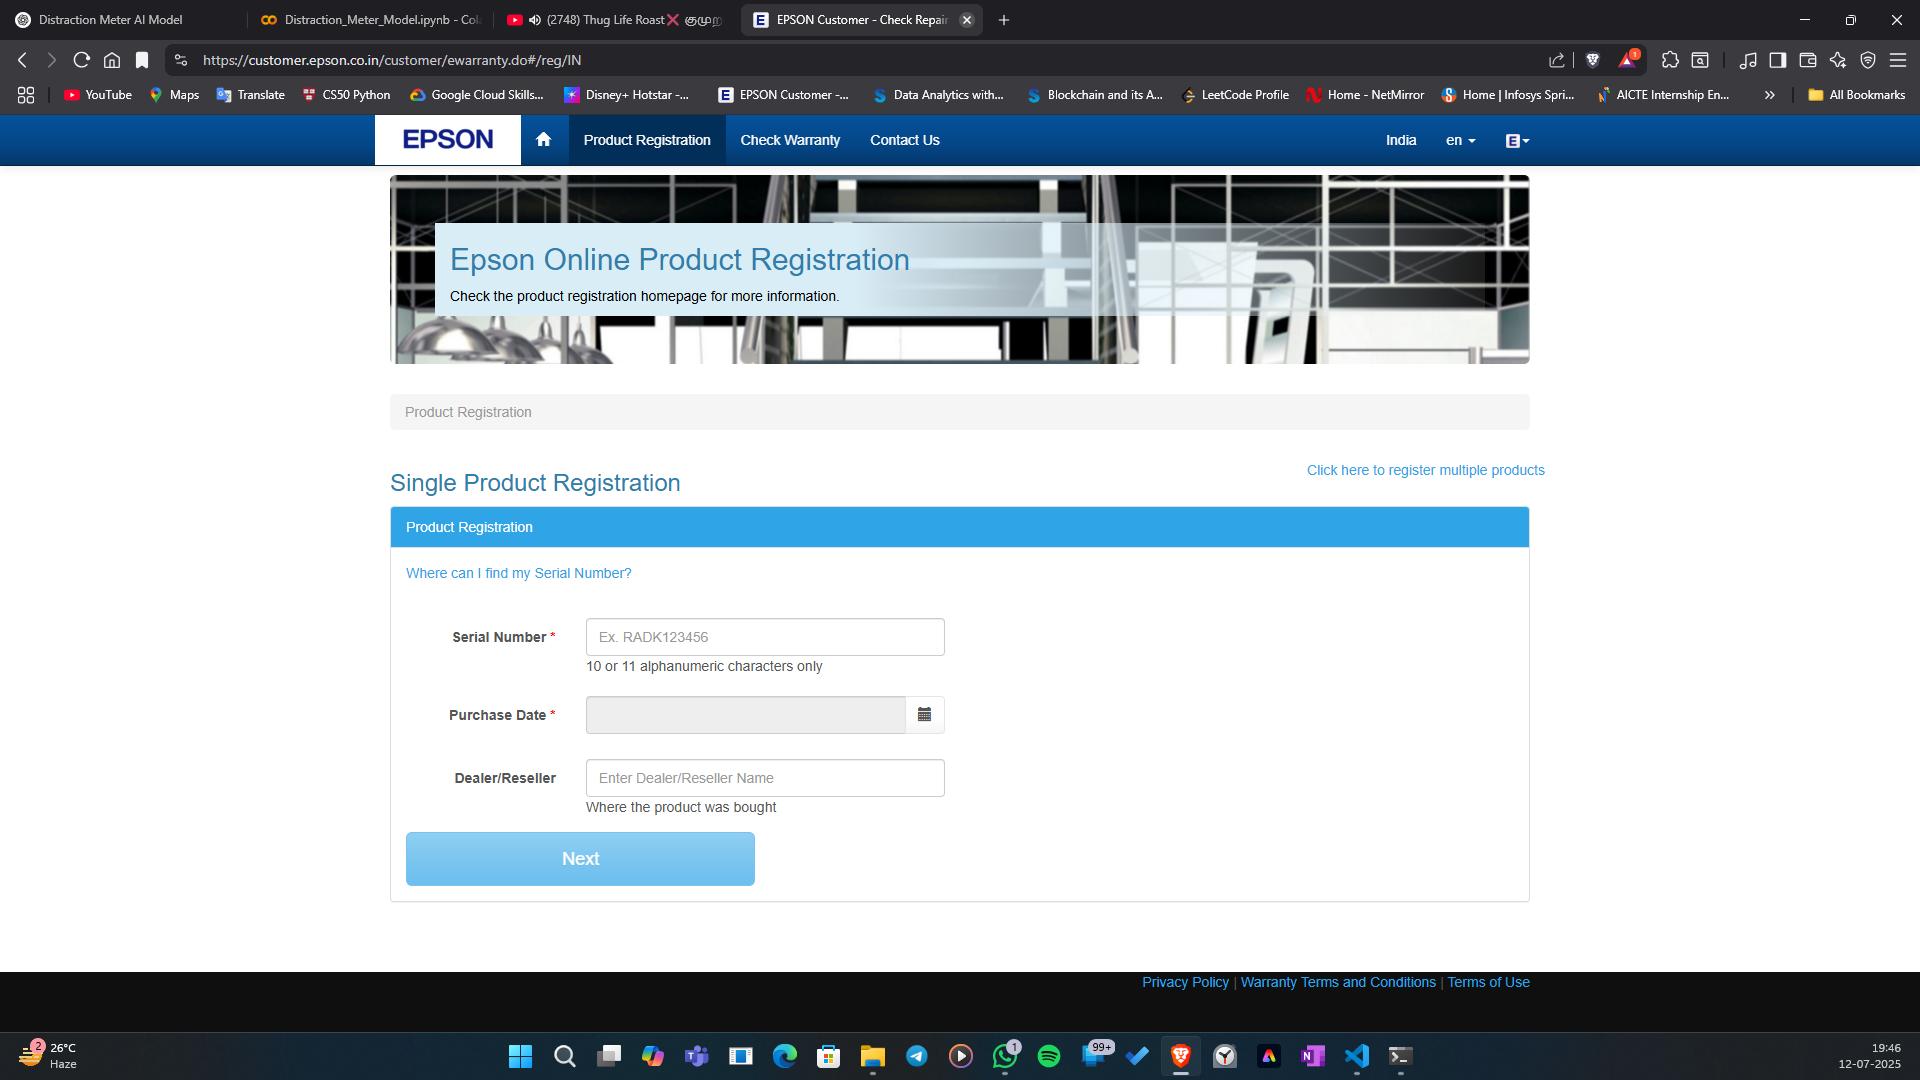 Distraction Meter AI Model
Distraction_Meter_Model.ipynb - Col
(2748) Thug Life Roast❌ குமுற
EPSON Customer - Check Repair
https://customer.epson.co.in/customer/ewarranty.do#/reg/IN
1
YouTube
Maps
Translate
CS50 Python
Google Cloud Skills...
Disney+ Hotstar -...
EPSON Customer -...
Data Analytics with...
Blockchain and its A...
LeetCode Profile
Home - NetMirror
Home | Infosys Spri...
AICTE Internship En...
All Bookmarks
EPSON
Product Registration
Check Warranty
Contact Us
India
en
E
Epson Online Product Registration
Check the product registration homepage for more information.
Product Registration
Single Product Registration
Click here to register multiple products
Product Registration
Where can I find my Serial Number?
Serial Number *
Ex. RADK123456
10 or 11 alphanumeric characters only
Purchase Date *
Dealer/Reseller
Enter Dealer/Reseller Name
Where the product was bought
Next
Privacy Policy | Warranty Terms and Conditions | Terms of Use
2
26°C
Haze
1
99+
19:46
12-07-2025